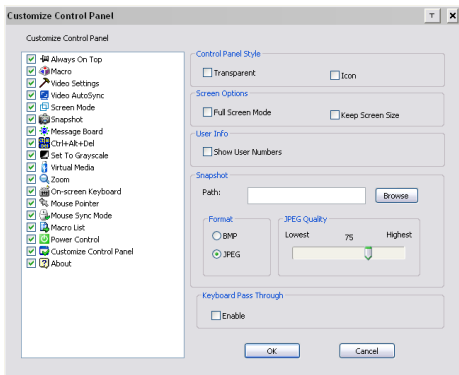 Customize Control Panel
Customize Control Panel
Always On Top
Macro
Video Settings
Video AutoSync
Screen Mode
Snapshot
Message Board
Ctrl+Alt+Del
Set To Grayscale
Virtual Media
Zoom
On-screen Keyboard
Mouse Pointer
Mouse Sync Mode
Macro List
Power Control
Customize Control Panel
About
Control Panel Style
Transparent
Icon
Screen Options
Full Screen Mode
Keep Screen Size
User Info
Show User Numbers
Snapshot
Path:
Browse
Format
BMP
JPEG
JPEG Quality
Lowest 75 Highest
Keyboard Pass Through
Enable
OK
Cancel